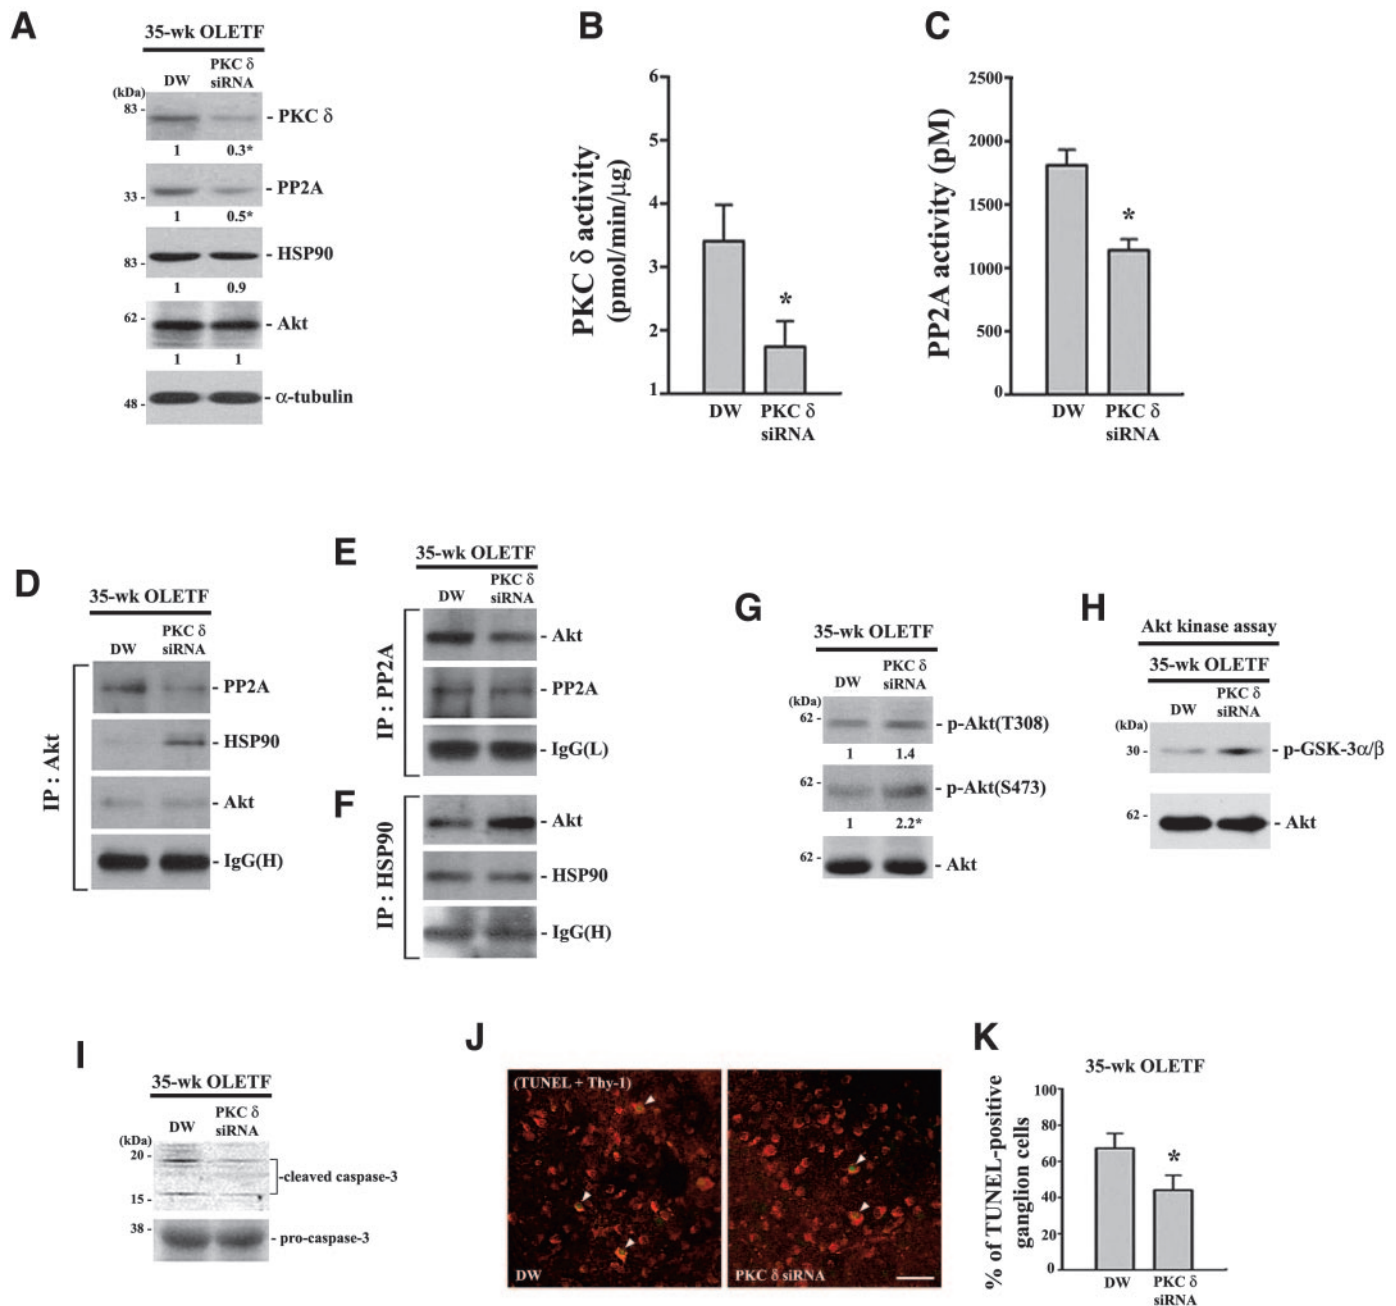 A
35-wk OLETF
DW
PKC δ
siRNA
(kDa)
83 -
- PKC δ
1 0.3*
33 -
- PP2A
1 0.5*
83 -
- HSP90
1 0.9
62 -
- Akt
1 1
48 -
- α-tubulin
B
PKC δ activity
(pmol/min/µg)
6
5
4
3
2
1
*
DW
PKC δ
siRNA
C
PP2A activity (pM)
2500
2000
1500
1000
500
0
*
DW
PKC δ
siRNA
D
35-wk OLETF
DW
PKC δ
siRNA
IP : Akt
- PP2A
- HSP90
- Akt
- IgG(H)
E
35-wk OLETF
DW
PKC δ
siRNA
IP : PP2A
- Akt
- PP2A
- IgG(L)
F
IP : HSP90
- Akt
- HSP90
- IgG(H)
G
35-wk OLETF
DW
PKC δ
siRNA
(kDa)
62 -
- p-Akt(T308)
1 1.4
62 -
- p-Akt(S473)
1 2.2*
62 -
- Akt
H
Akt kinase assay
35-wk OLETF
DW
PKC δ
siRNA
(kDa)
30 -
- p-GSK-3α/β
62 -
- Akt
I
35-wk OLETF
DW
PKC δ
siRNA
(kDa)
20 -
-cleaved caspase-3
15 -
38 -
- pro-caspase-3
J
(TUNEL + Thy-1)
DW
PKC δ siRNA
K
35-wk OLETF
% of TUNEL-positive
ganglion cells
100
80
60
40
20
0
*
DW
PKC δ
siRNA